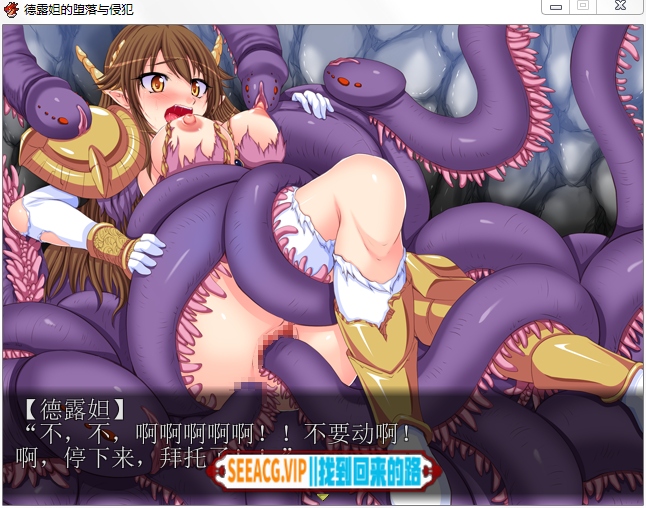 德露妲的堕落与侵犯
【德露妲】
“不，不，啊啊啊啊啊！！不要动啊！
啊，停下来，拜托了
SEEACG.VIP||找到回来的路